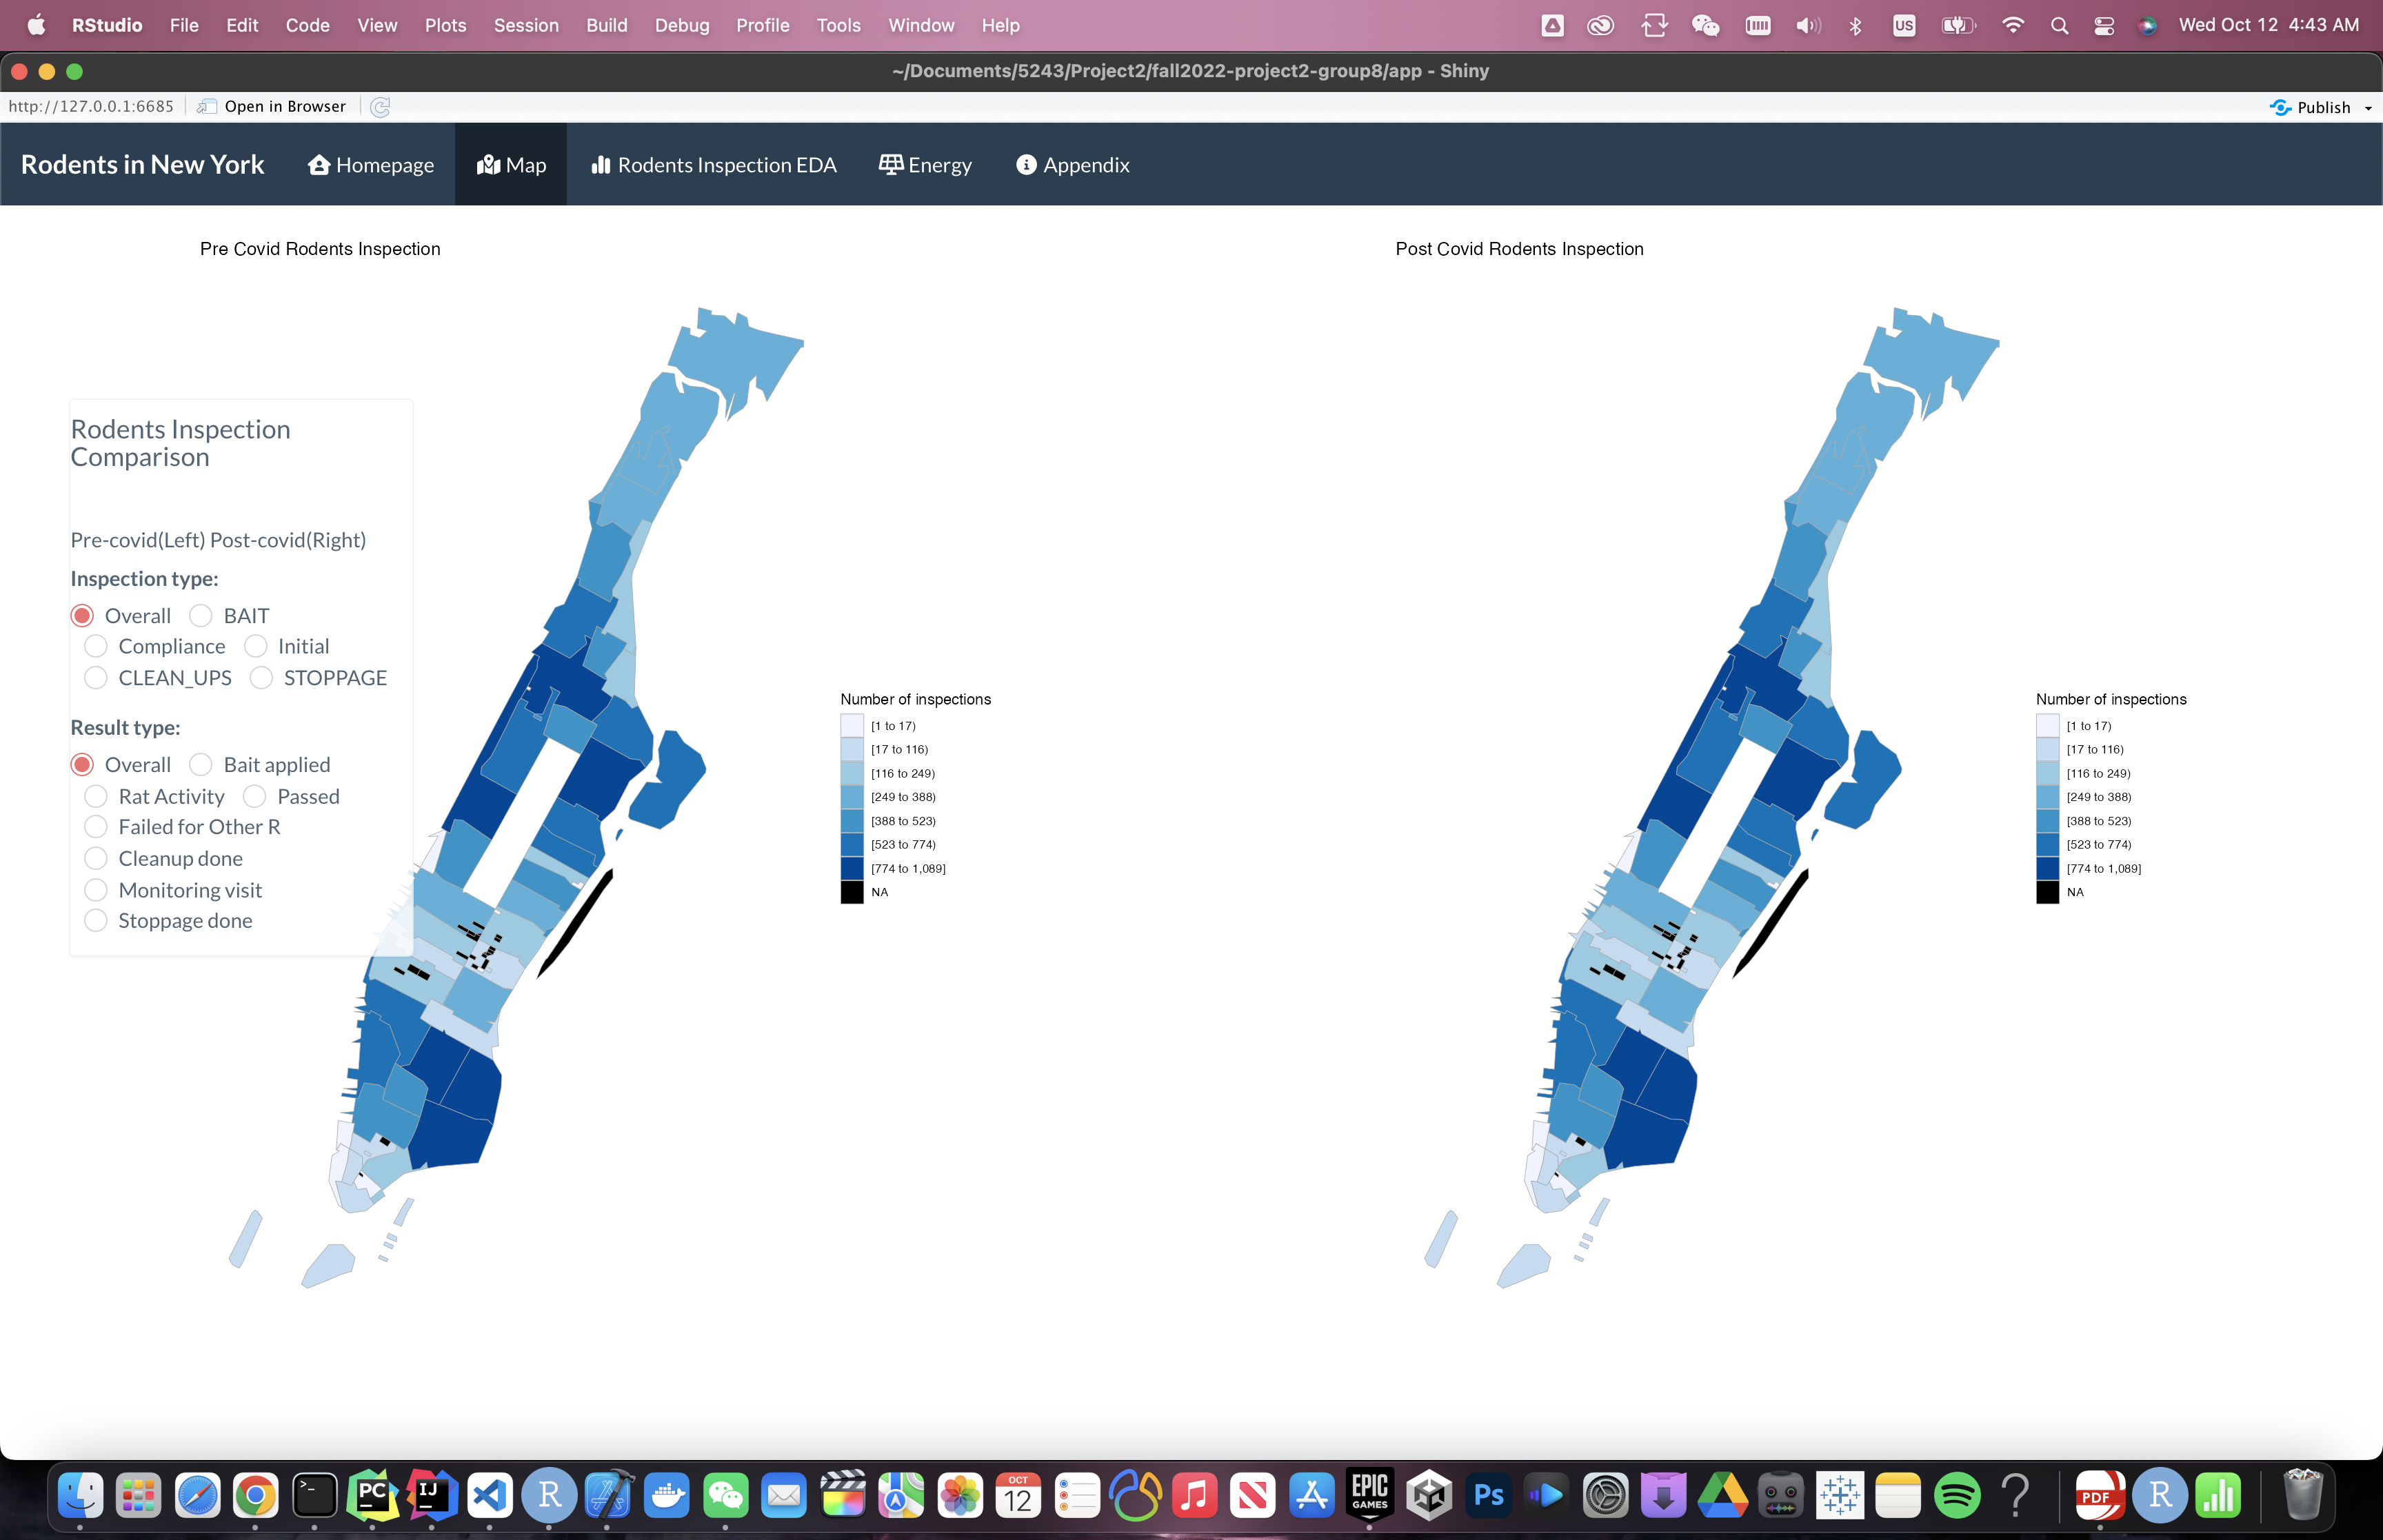 RStudio File Edit Code View Plots Session Build Debug Profile Tools Window Help US Wed Oct 12 4:43 AM
~/Documents/5243/Project2/fall2022-project2-group8/app - Shiny
http://127.0.0.1:6685 Open in Browser Publish
Rodents in New York Homepage Map Rodents Inspection EDA Energy Appendix
Pre Covid Rodents Inspection
Post Covid Rodents Inspection
Rodents Inspection
Comparison
Pre-covid(Left) Post-covid(Right)
Inspection type:
Overall BAIT
Compliance Initial
CLEAN_UPS STOPPAGE
Result type:
Overall Bait applied
Rat Activity Passed
Failed for Other R
Cleanup done
Monitoring visit
Stoppage done
Number of inspections
[1 to 17)
[17 to 116)
[116 to 249)
[249 to 388)
[388 to 523)
[523 to 774)
[774 to 1,089]
NA
Number of inspections
[1 to 17)
[17 to 116)
[116 to 249)
[249 to 388)
[388 to 523)
[523 to 774)
[774 to 1,089]
NA
PC
IJ
R
OCT
12
EPIC
GAMES
Ps
PDF
R